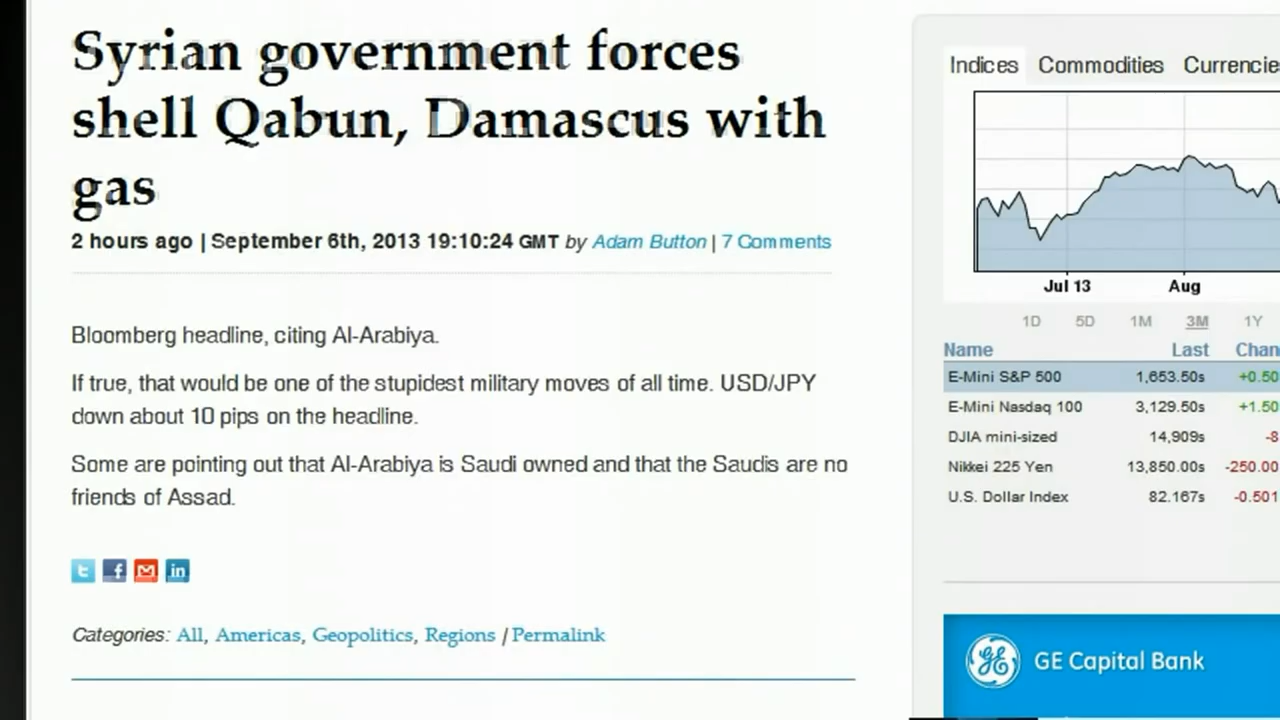 Syrian government forces
shell Qabun, Damascus with
gas
2 hours ago | September 6th, 2013 19:10:24 GMT by Adam Button | 7 Comments
Bloomberg headline, citing Al-Arabiya.
If true, that would be one of the stupidest military moves of all time. USD/JPY
down about 10 pips on the headline.
Some are pointing out that Al-Arabiya is Saudi owned and that the Saudis are no
friends of Assad.
Categories: All, Americas, Geopolitics, Regions / Permalink
Indices Commodities Currencies
Jul 13 Aug
1D 5D 1M 3M 1Y
Name Last Chan
E-Mini S&P 500 1,653.50s +0.50
E-Mini Nasdaq 100 3,129.50s +1.50
DJIA mini-sized 14,909s -8
Nikkei 225 Yen 13,850.00s -250.00
U.S. Dollar Index 82.167s -0.501
GE Capital Bank